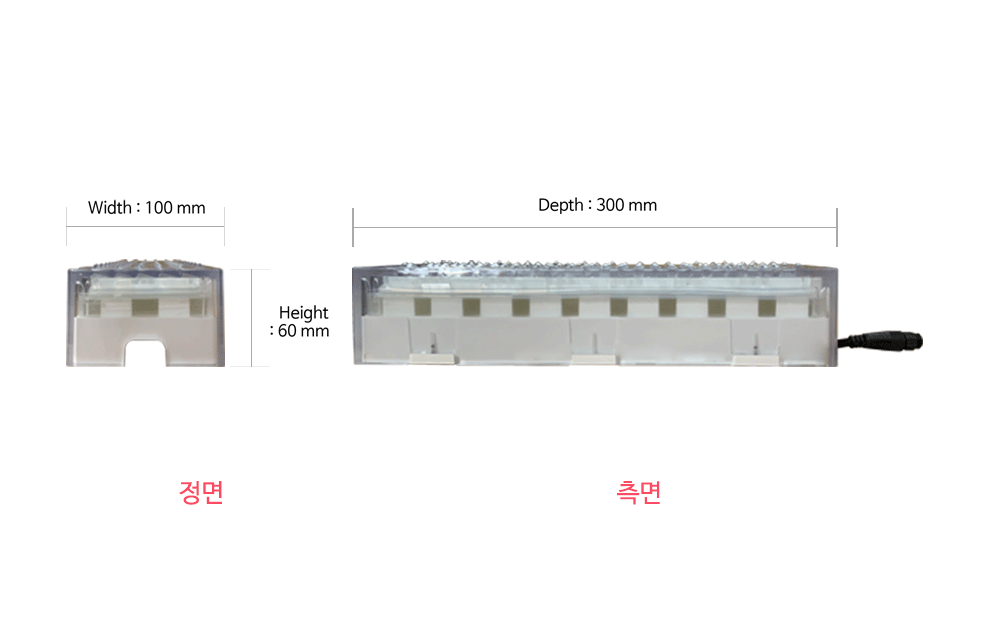 Width : 100 mm
Depth : 300 mm
Height
: 60 mm
정면
측면